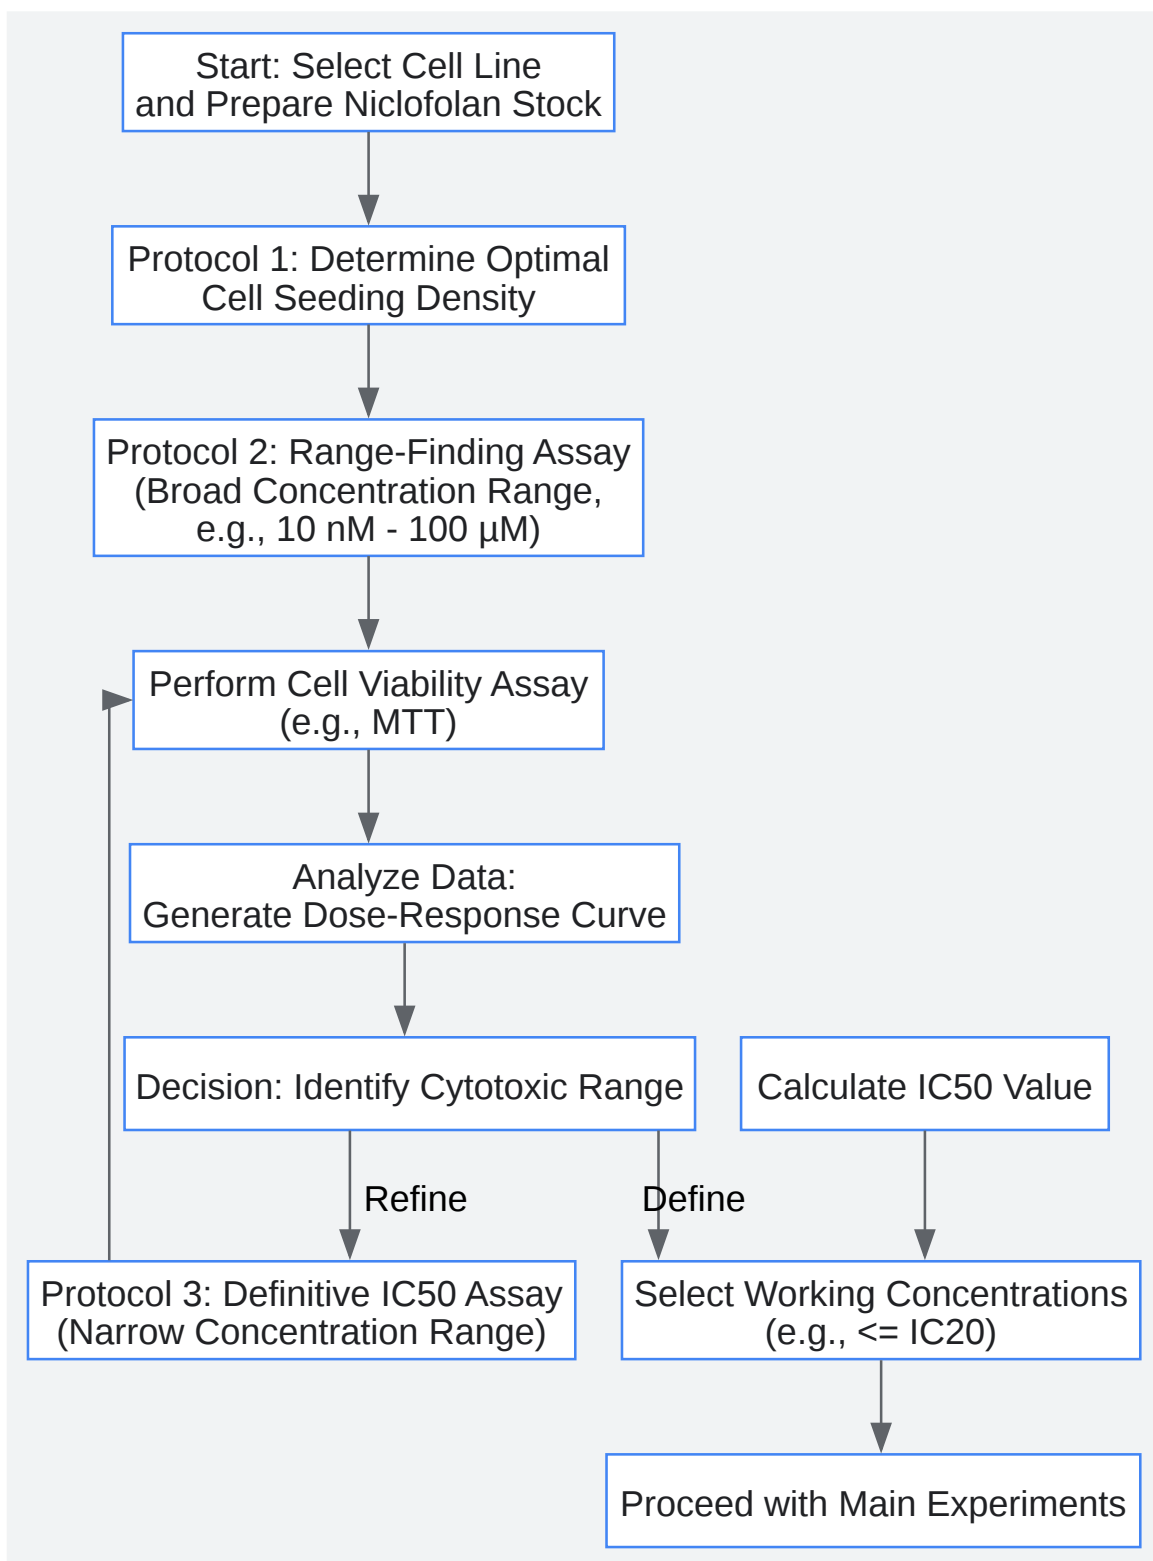 Start: Select Cell Line
and Prepare Niclofolan Stock
Protocol 1: Determine Optimal
Cell Seeding Density
Protocol 2: Range-Finding Assay
(Broad Concentration Range,
e.g., 10 nM - 100 µM)
Perform Cell Viability Assay
(e.g., MTT)
Analyze Data:
Generate Dose-Response Curve
Decision: Identify Cytotoxic Range
Calculate IC50 Value
Refine
Define
Protocol 3: Definitive IC50 Assay
(Narrow Concentration Range)
Select Working Concentrations
(e.g., <= IC20)
Proceed with Main Experiments